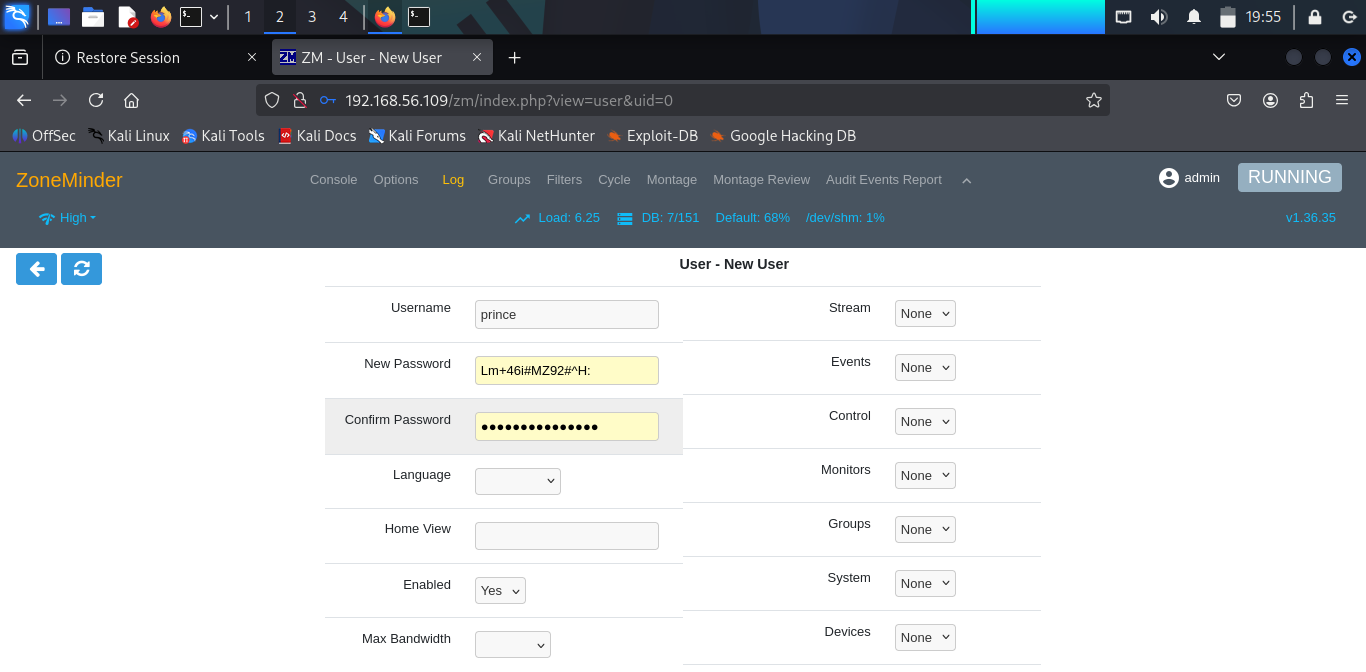 1 2 3 4 19:55
Restore Session ZM - User - New User
192.168.56.109/zm/index.php?view=user&uid=0
OffSec Kali Linux Kali Tools Kali Docs Kali Forums Kali NetHunter Exploit-DB Google Hacking DB
ZoneMinder Console Options Log Groups Filters Cycle Montage Montage Review Audit Events Report admin RUNNING
High Load: 6.25 DB: 7/151 Default: 68% /dev/shm: 1% v1.36.35
User - New User
Username prince
New Password Lm+46i#MZ92#^H:
Confirm Password ●●●●●●●●●●●●●●●
Language
Home View
Enabled Yes
Max Bandwidth
Stream None
Events None
Control None
Monitors None
Groups None
System None
Devices None